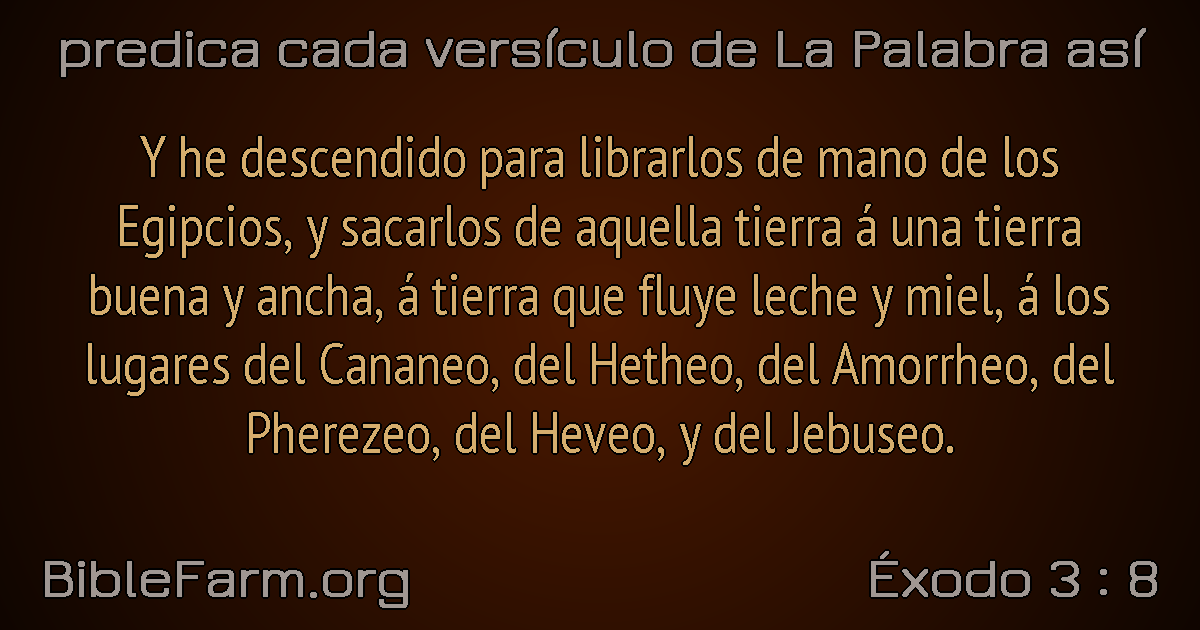 predica cada versículo de La Palabra así
Y he descendido para librarlos de mano de los
Egipcios, y sacarlos de aquella tierra á una tierra
buena y ancha, á tierra que fluye leche y miel, á los
lugares del Cananeo, del Hetheo, del Amorrheo, del
Pherezeo, del Heveo, y del Jebuseo.
BibleFarm.org
Éxodo 3 : 8